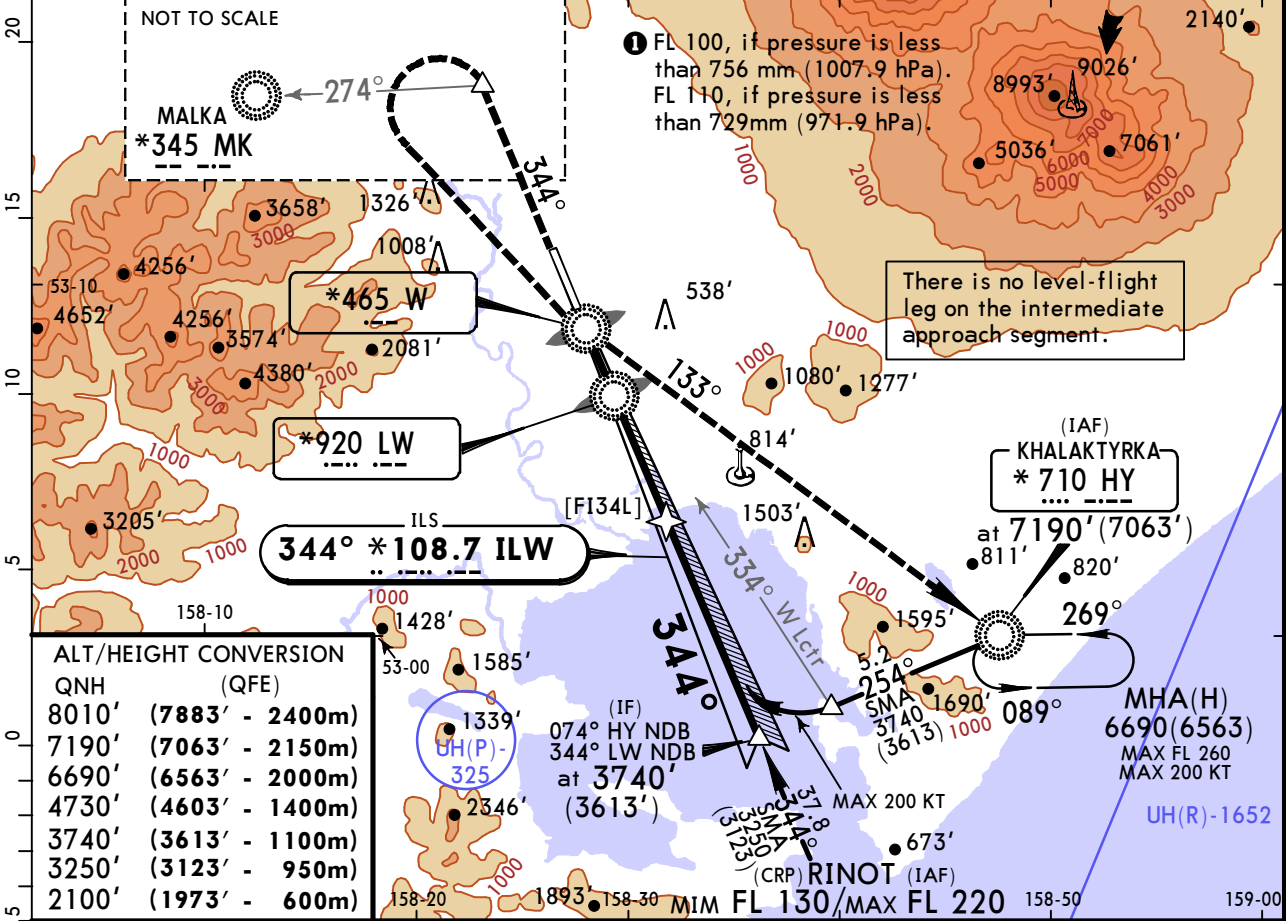 NOT TO SCALE
274°
MALKA
*345 MK
344°
❶ FL 100, if pressure is less
than 756 mm (1007.9 hPa).
FL 110, if pressure is less
than 729mm (971.9 hPa).
2140'
9026'
8993'
7000
5036'
7061'
6000
5000
4000
3000
1000
2000
20
15
10
5
0
5
1326'
3658'
3000
1008'
4256'
53-10
4652'
4256'
3574'
2081'
4380'
2000
3000
1000
*465 W
538'
There is no level-flight
leg on the intermediate
approach segment.
133°
1000
1080'
1000
1277'
*920 LW
814'
(IAF)
KHALAKTYRKA
* 710 HY
at 7190' (7063')
[FI34L]
1503'
3205'
2000
1000
ILS
344° *108.7 ILW
334° W Lctr
811'
820'
158-10
1000
1428'
53-00
1585'
1339'
UH(P)-
325
2346'
1000
344°
1000
1595'
269°
5.2
254°
SMA
3740
(3613)
1690'
1000
089°
MHA(H)
6690(6563)
MAX FL 260
MAX 200 KT
(IF)
074° HY NDB
344° LW NDB
at 3740'
(3613')
MAX 200 KT
37.8
344°
SMA
3250
(3123)
UH(R)-1652
673'
(CRP) RINOT (IAF)
MIM FL 130/MAX FL 220
ALT/HEIGHT CONVERSION
QNH (QFE)
8010' (7883' - 2400m)
7190' (7063' - 2150m)
6690' (6563' - 2000m)
4730' (4603' - 1400m)
3740' (3613' - 1100m)
3250' (3123' - 950m)
2100' (1973' - 600m)
158-20
1893'
158-30
158-50
159-00